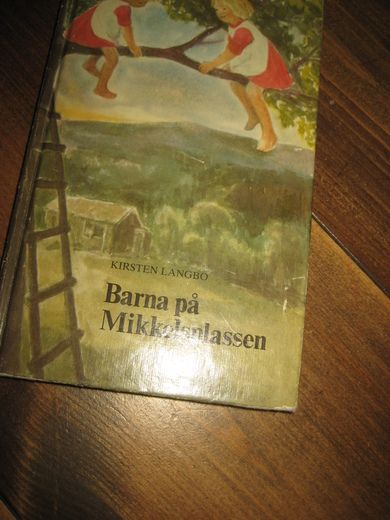 KIRSTEN LANGBO
Barna på
Mikkelsplassen